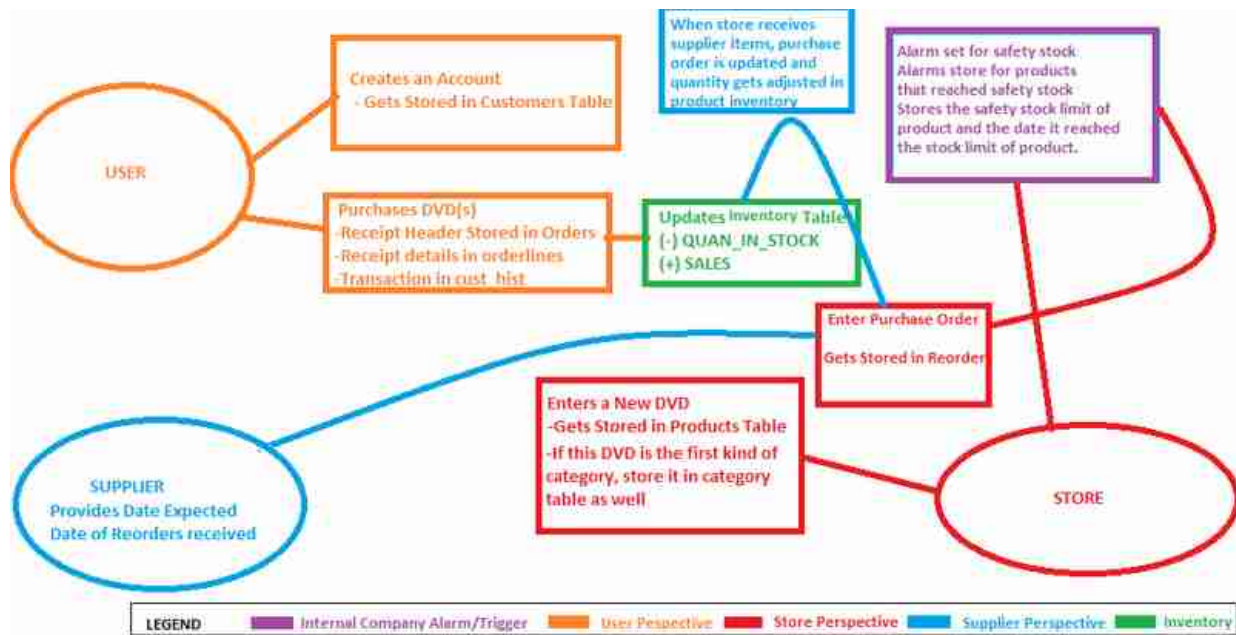 When store receives
supplier items, purchase
order is updated and
quantity gets adjusted in
product inventory
Alarm set for safety stock
Alarms store for products
that reached safety stock
Stores the safety stock limit of
product and the date it reached
the stock limit of product.
Creates an Account
- Gets Stored in Customers Table
USER
Purchases DVD(s)
-Receipt Header Stored in Orders
-Receipt details in orderlines
-Transaction in cust_hist
Updates Inventory Table
(-) QUAN_IN_STOCK
(+) SALES
Enter Purchase Order
Gets Stored in Reorder
Enters a New DVD
-Gets Stored in Products Table
-If this DVD is the first kind of
category, store it in category
table as well
SUPPLIER
Provides Date Expected
Date of Reorders received
STORE
LEGEND
Internal Company Alarm/Trigger
User Pespective
Store Perspective
Supplier Perspective
Inventory